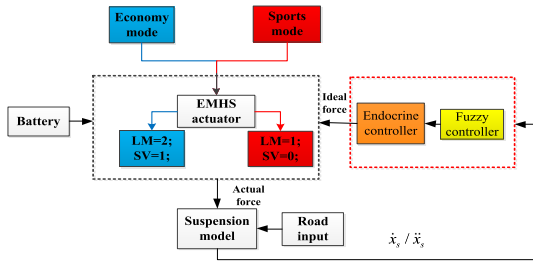 Economy
mode
Sports
mode
Battery
EMHS
actuator
LM=2;
SV=1;
LM=1;
SV=0;
Ideal
force
Endocrine
controller
Fuzzy
controller
Actual
force
Suspension
model
Road
input
ẋₛ / ẍₛ